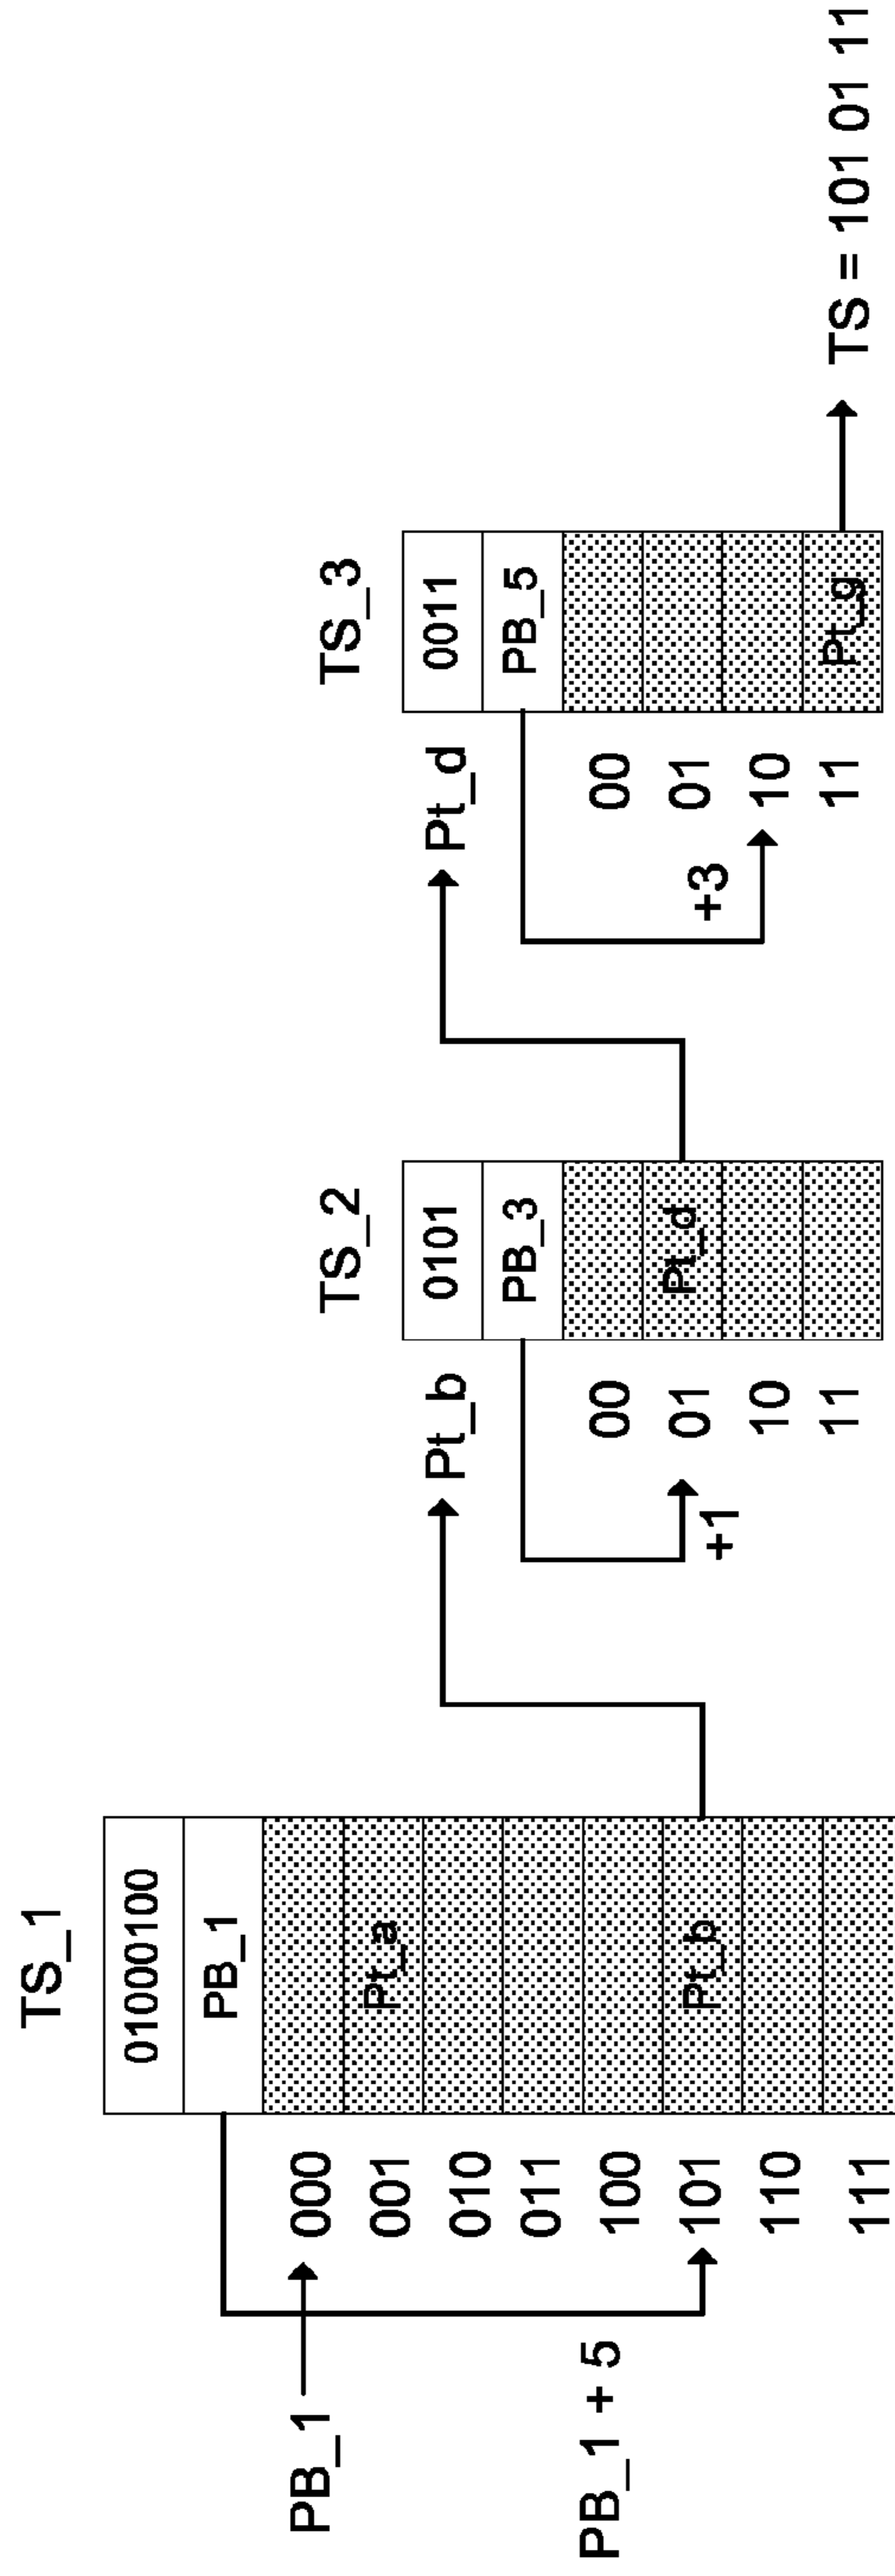 TS_1
01000100
PB_1
PB_1
000
001
Pt_a
010
011
PB_1 + 5
100
101
Pt_b
110
111
TS_2
Pt_b
0101
PB_3
00
01
Pt_d
+1
10
11
TS_3
Pt_d
0011
PB_5
00
01
+3
10
11
Pt_g
TS = 101 01 11